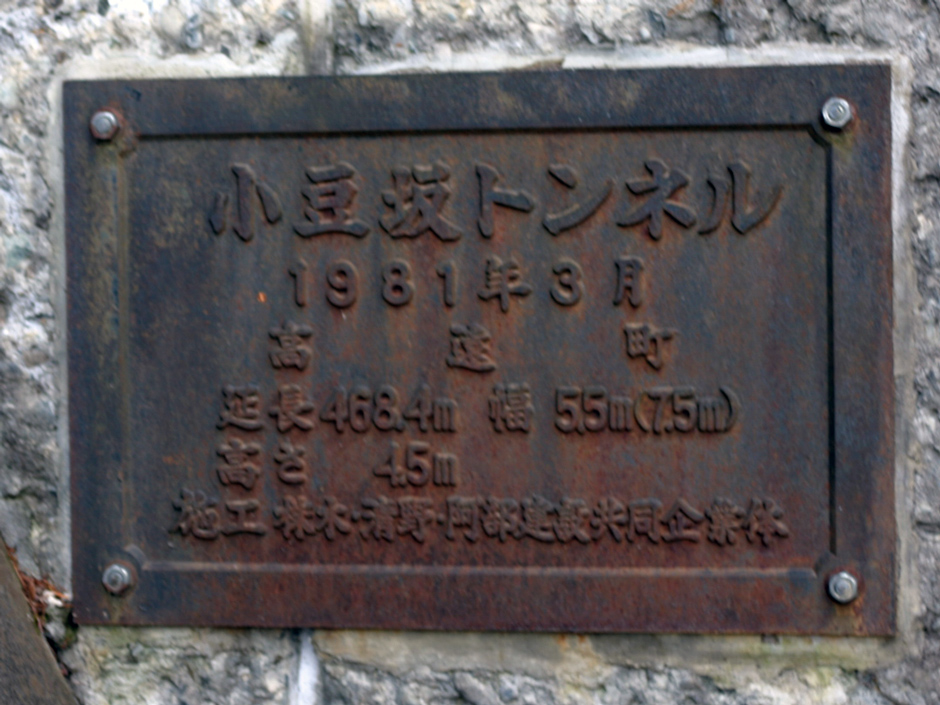 小豆坂トンネル
1981年3月
高遠町
延長468.4m 幅 5.5m(7.5m)
高さ 4.5m
施工 清野・阿部建設共同企業体